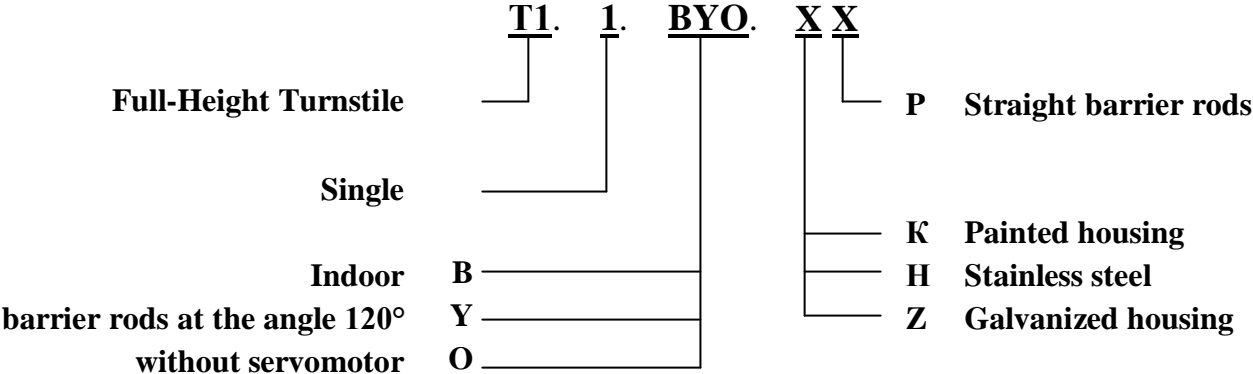 T1. 1. BYO. X X
Full-Height Turnstile
P Straight barrier rods
Single
К Painted housing
Indoor B
H Stainless steel
barrier rods at the angle 120° Y
Z Galvanized housing
without servomotor O